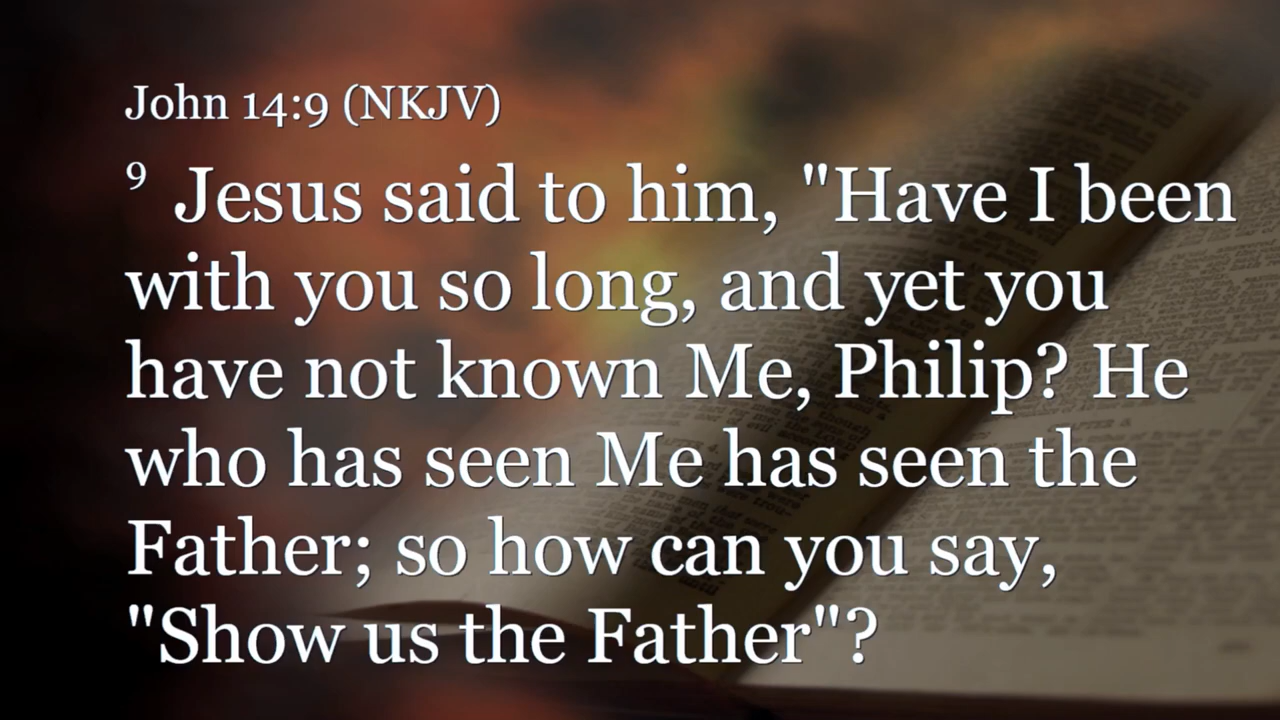 John 14:9 (NKJV)
9 Jesus said to him, "Have I been
with you so long, and yet you
have not known Me, Philip? He
who has seen Me has seen the
Father; so how can you say,
"Show us the Father"?